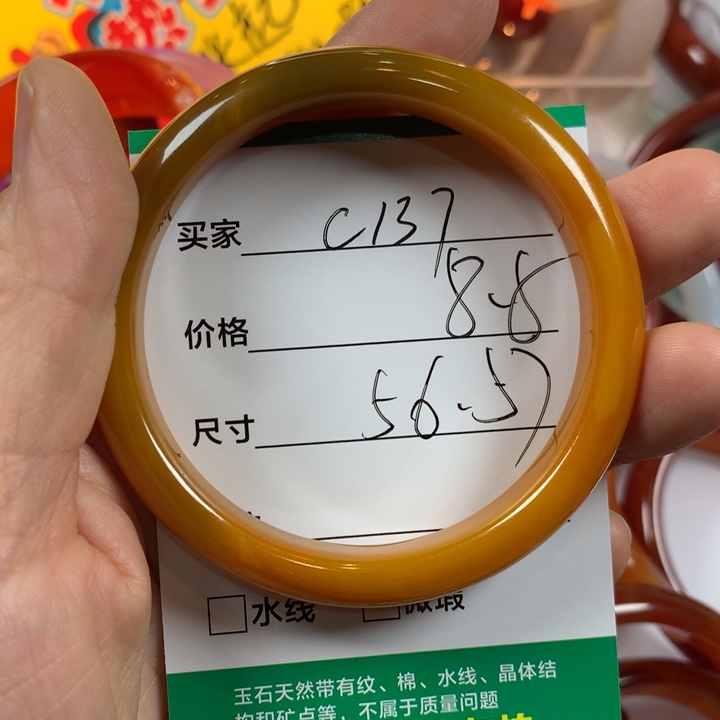 买家 C137
价格 8-8
尺寸 56-57
水线 微瑕
玉石天然带有纹、棉、水线、晶体结
构和矿点等，不属于质量问题